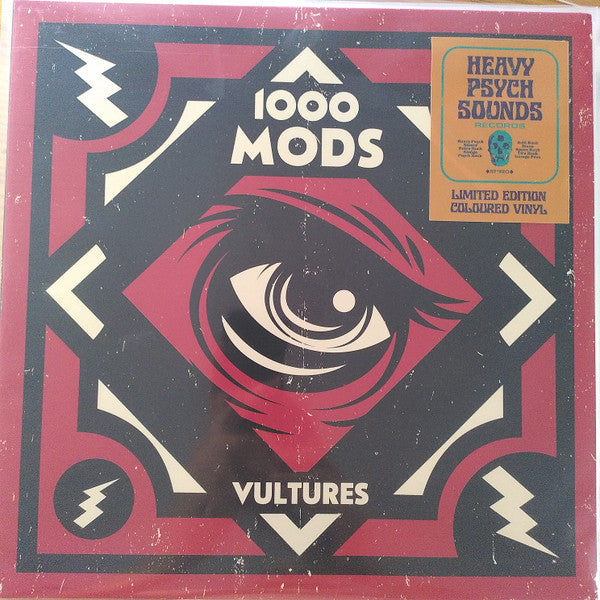 1000
MODS
HEAVY
PSYCH
SOUNDS
RECORDS
LIMITED EDITION
COLOURED VINYL
VULTURES